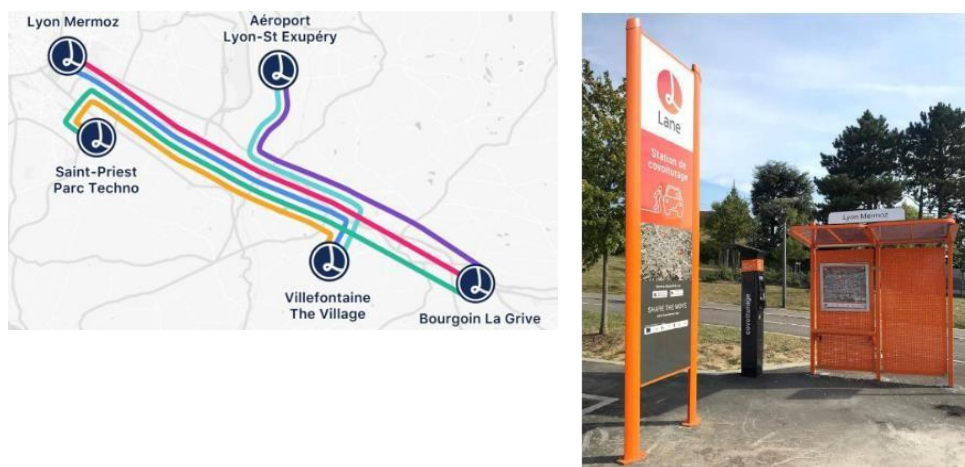 Lyon Mermoz
Aéroport
Lyon-St Exupéry
Saint-Priest
Parc Techno
Villefontaine
The Village
Bourgoin La Grive
Lane
Station de
covoiturage
SHARE THE MOVE
covoiturage
Lyon Mermoz